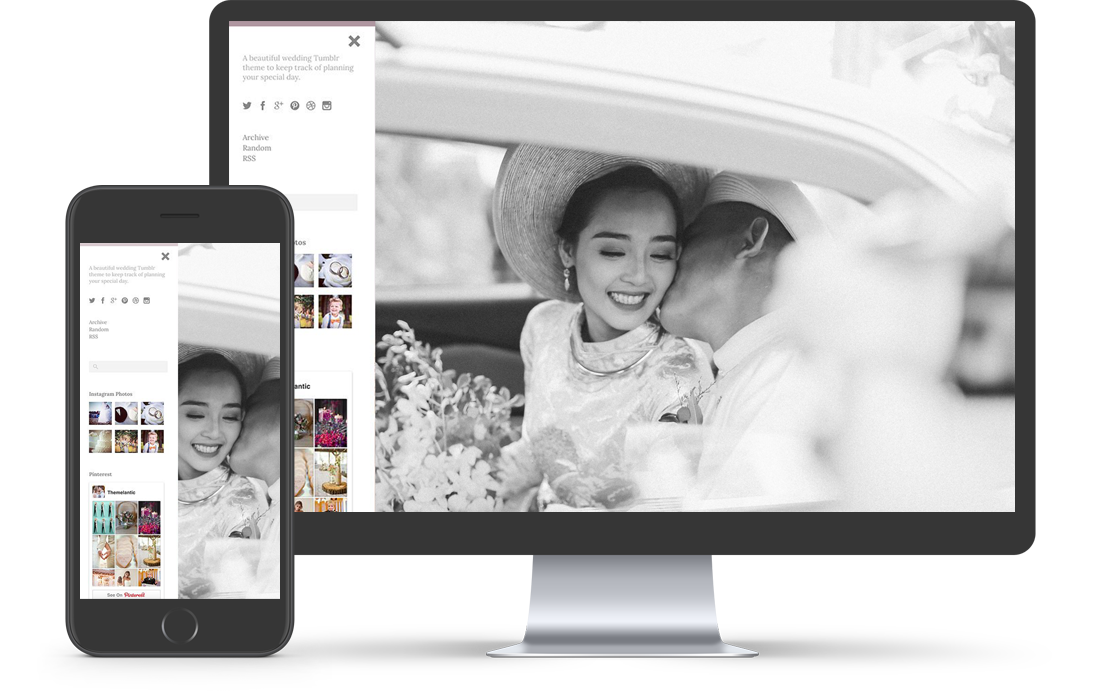 A beautiful wedding Tumblr
theme to keep track of planning
your special day.
Archive
Random
RSS
tos
antic
A beautiful wedding Tumblr
theme to keep track of planning
your special day.
Archive
Random
RSS
Instagram Photos
Pinterest
Themelantic
See On Pinterest